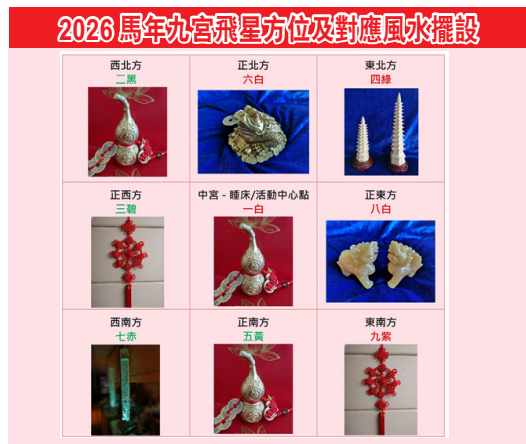 2026 馬年九宮飛星方位及對應風水擺設
西北方
二黑
正北方
六白
東北方
四綠
正西方
三碧
中宮 - 睡床/活動中心點
一白
正東方
八白
西南方
七赤
正南方
五黃
東南方
九紫